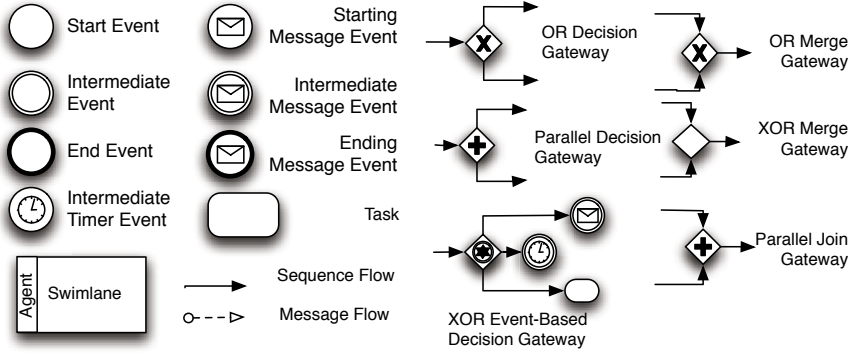 Start Event
Intermediate
Event
End Event
Intermediate
Timer Event
Agent
Swimlane
Starting
Message Event
Intermediate
Message Event
Ending
Message Event
Task
Sequence Flow
Message Flow
X
OR Decision
Gateway
Parallel Decision
Gateway
XOR Event-Based
Decision Gateway
X
OR Merge
Gateway
XOR Merge
Gateway
Parallel Join
Gateway